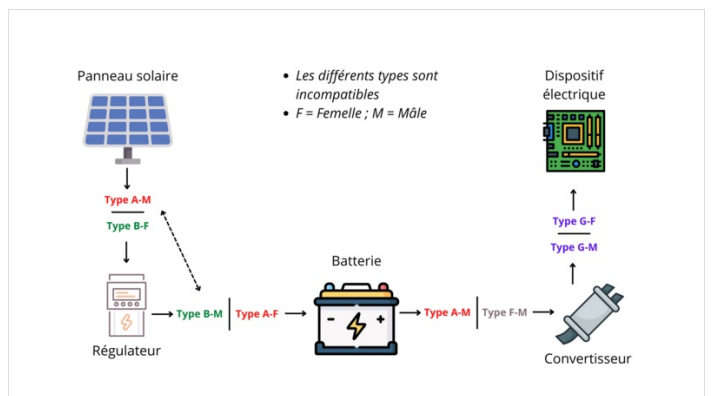 Panneau solaire
Les différents types sont
incompatibles
F = Femelle ; M = Mâle
Dispositif
électrique
Type A-M
Type B-F
Type G-F
Type G-M
Batterie
Type B-M
Type A-F
Type A-M
Type F-M
Régulateur
Convertisseur
- +